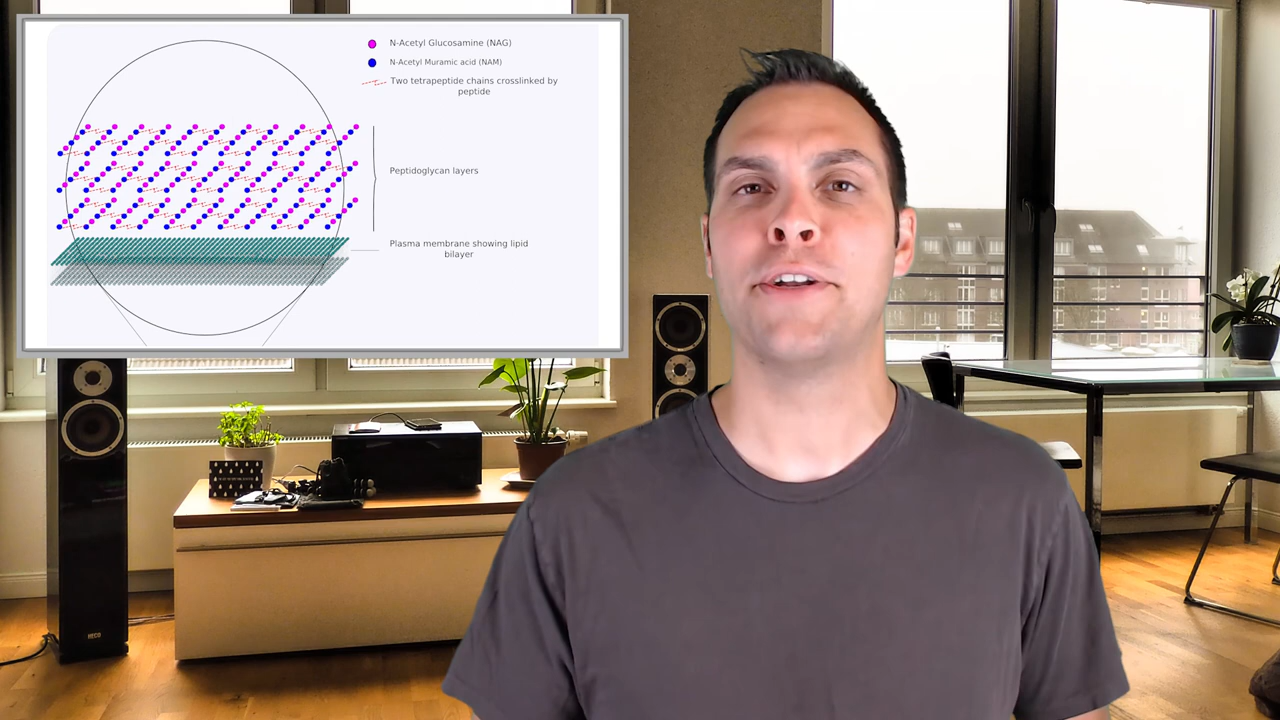 N-Acetyl Glucosamine (NAG)
N-Acetyl Muramic acid (NAM)
Two tetrapeptide chains crosslinked by
peptide
Peptidoglycan layers
Plasma membrane showing lipid
bilayer
HECO